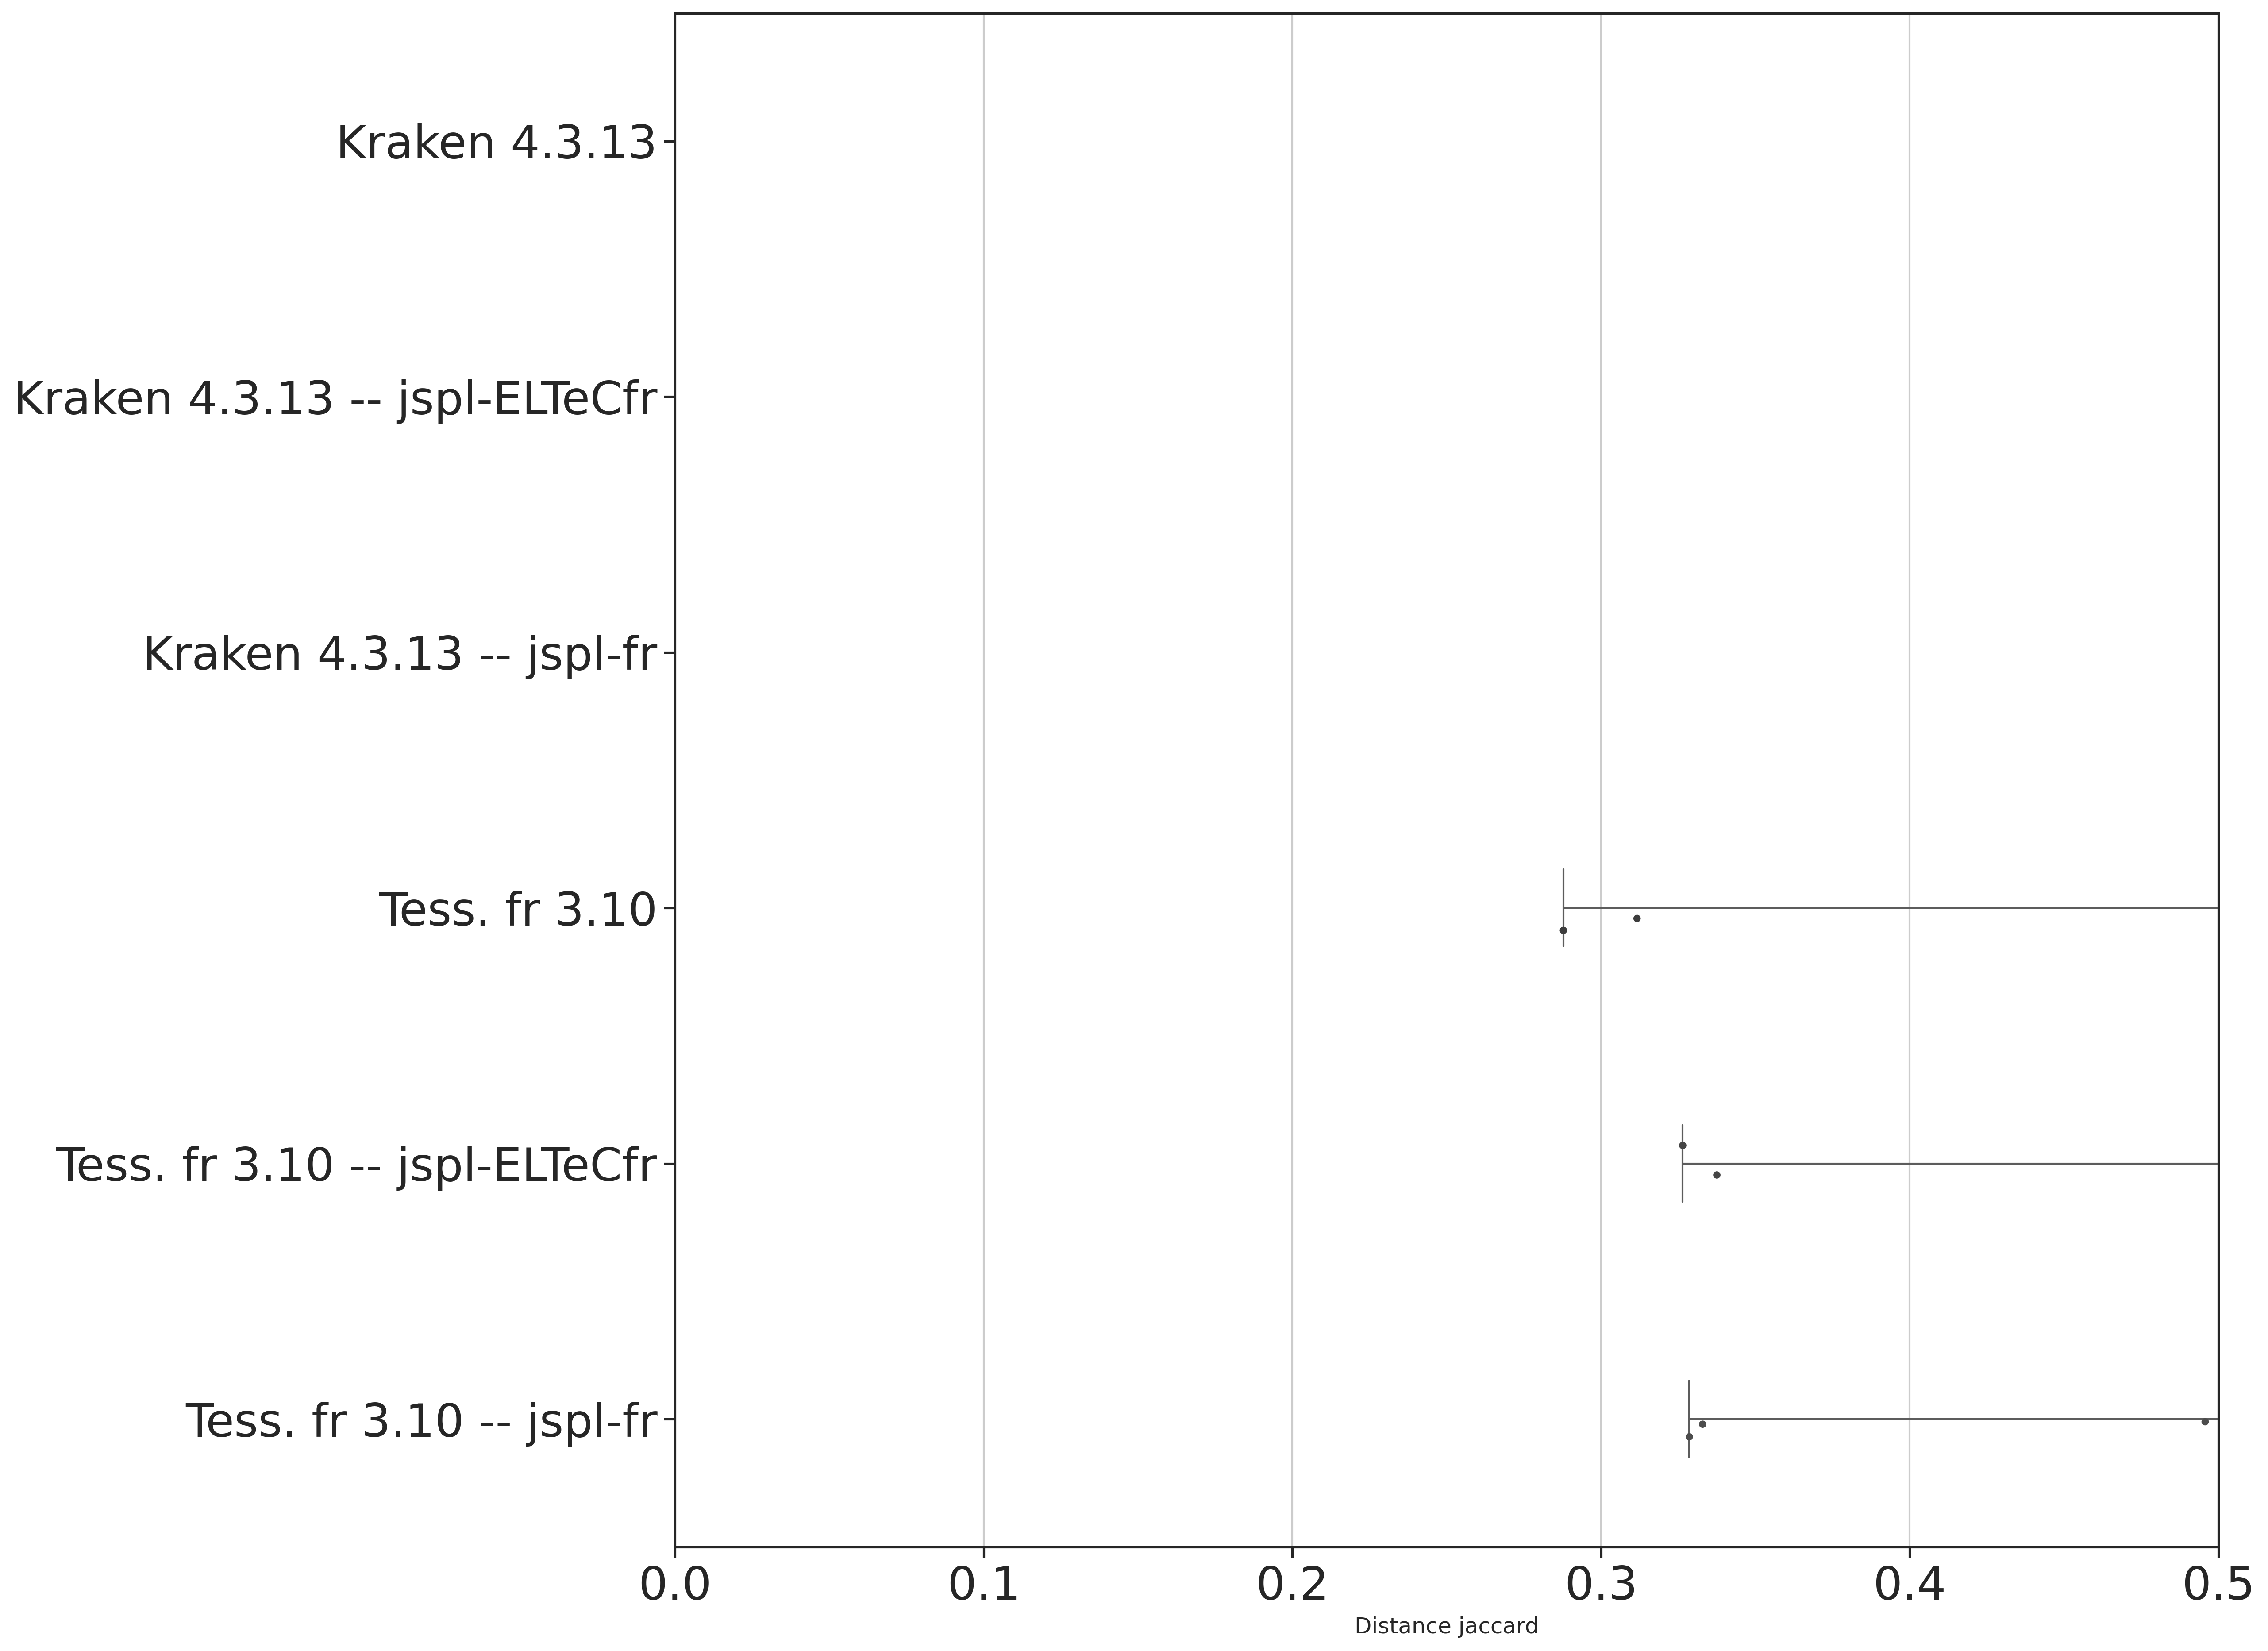 Kraken 4.3.13
Kraken 4.3.13 -- jspl-ELTeCfr
Kraken 4.3.13 -- jspl-fr
Tess. fr 3.10
Tess. fr 3.10 -- jspl-ELTeCfr
Tess. fr 3.10 -- jspl-fr
0.0 0.1 0.2 0.3 0.4 0.5
Distance jaccard